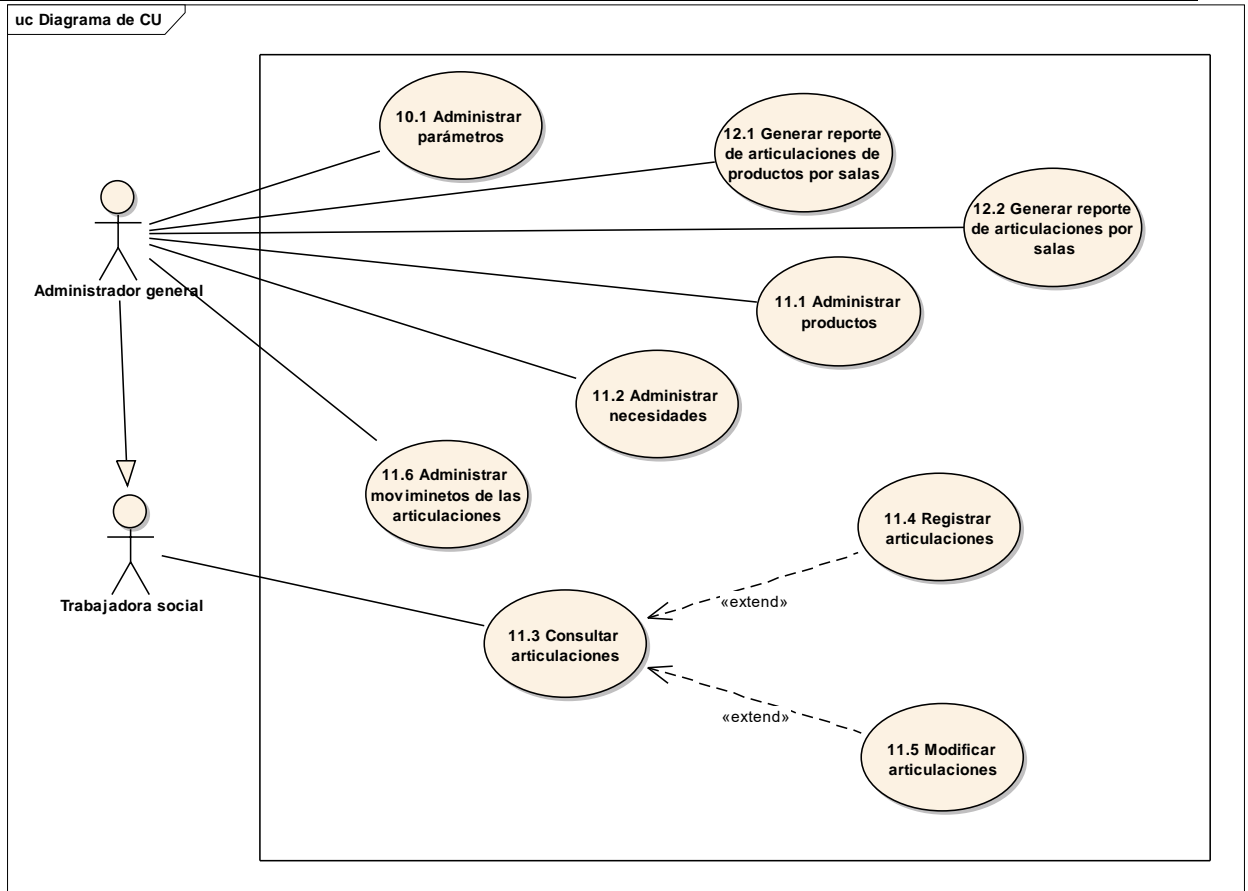 uc Diagrama de CU
10.1 Administrar
parámetros
12.1 Generar reporte
de articulaciones de
productos por salas
12.2 Generar reporte
de articulaciones por
salas
Administrador general
11.1 Administrar
productos
11.2 Administrar
necesidades
11.6 Administrar
moviminetos de las
articulaciones
11.4 Registrar
articulaciones
Trabajadora social
«extend»
11.3 Consultar
articulaciones
«extend»
11.5 Modificar
articulaciones